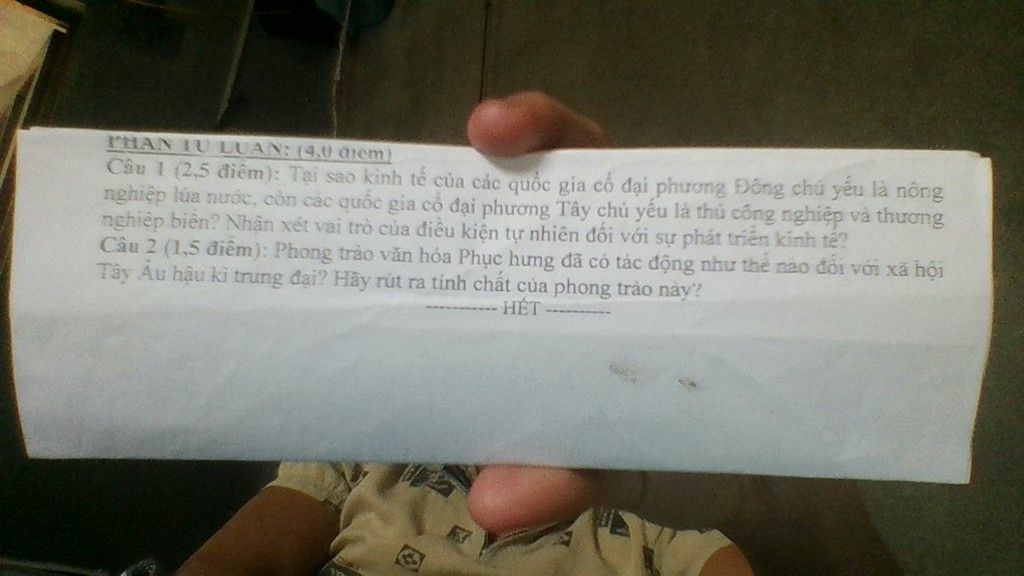 PHẦN TỰ LUẬN: (4,0 điểm)
Câu 1 (2,5 điểm): Tại sao kinh tế của các quốc gia cổ đại phương Đông chủ yếu là nông
nghiệp lúa nước, còn các quốc gia cổ đại phương Tây chủ yếu là thủ công nghiệp và thương
nghiệp biển? Nhận xét vai trò của điều kiện tự nhiên đối với sự phát triển kinh tế?
Câu 2 (1,5 điểm): Phong trào văn hóa Phục hưng đã có tác động như thế nào đối với xã hội
Tây Âu hậu kì trung đại? Hãy rút ra tính chất của phong trào này?
----------- HẾT ----------